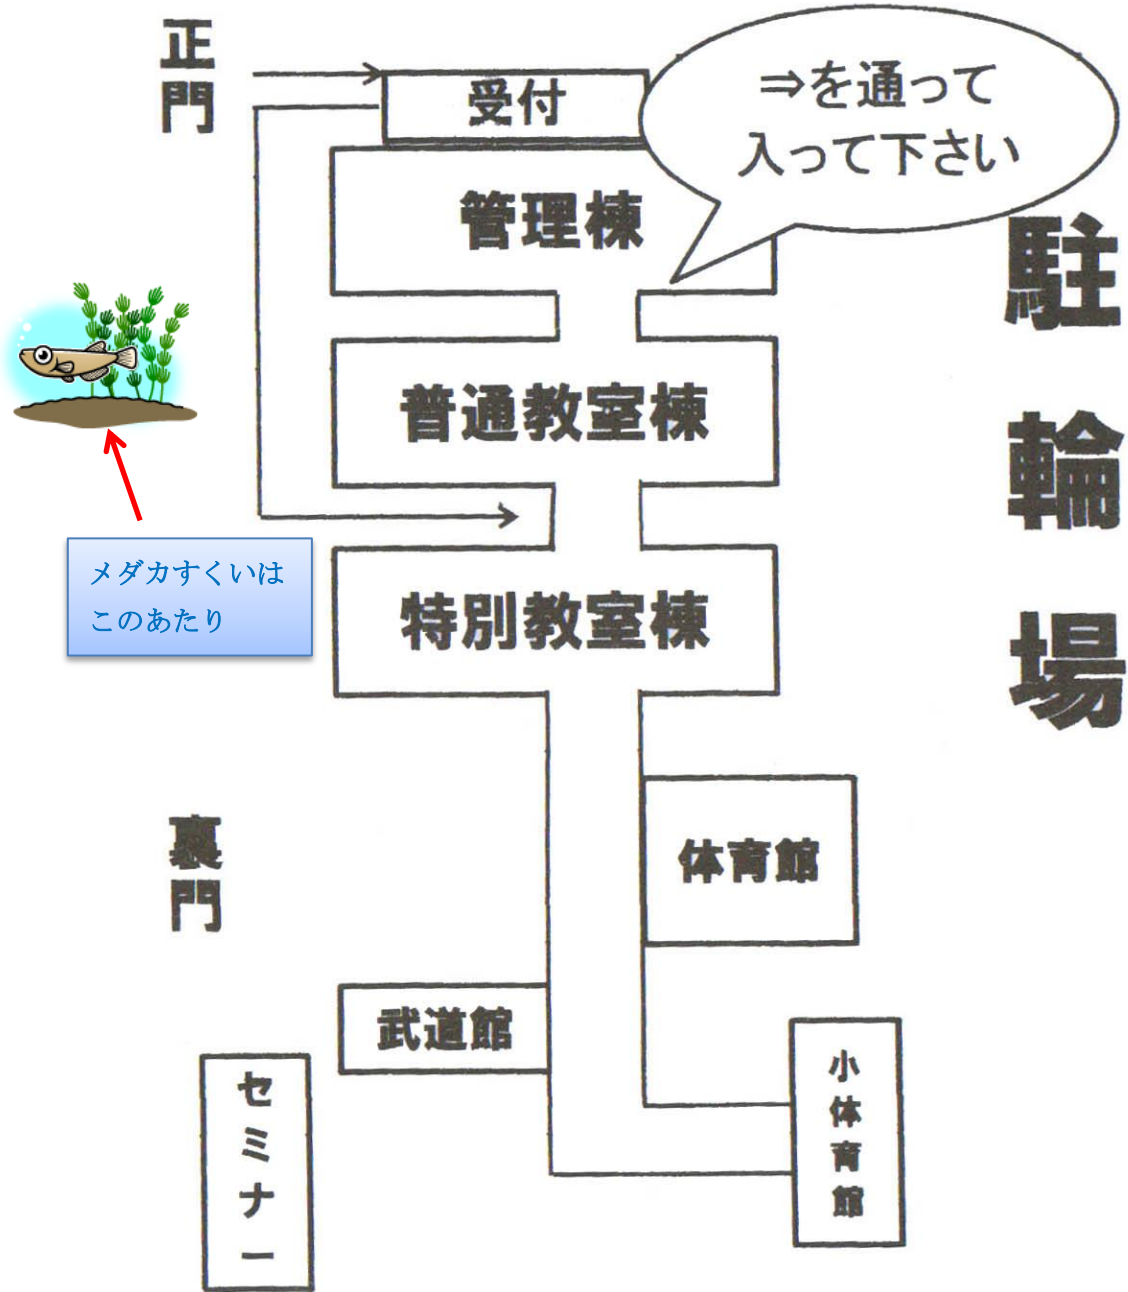 正門
受付
⇒を通って
入って下さい
管理棟
駐輪場
普通教室棟
メダカすくいは
このあたり
特別教室棟
裏門
体育館
武道館
セミナー
小体育館